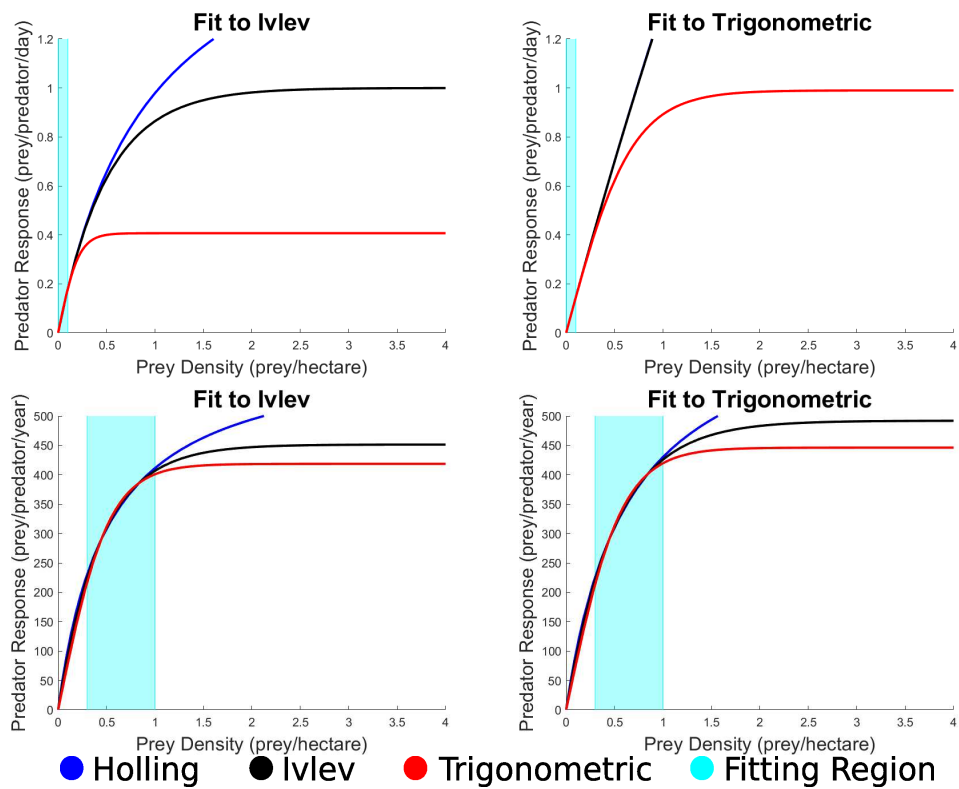 Fit to Ivlev
Predator Response (prey/predator/day)
1.2
1
0.8
0.6
0.4
0.2
0
0 0.5 1 1.5 2 2.5 3 3.5 4
Prey Density (prey/hectare)
Fit to Trigonometric
Predator Response (prey/predator/day)
1.2
1
0.8
0.6
0.4
0.2
0
0 0.5 1 1.5 2 2.5 3 3.5 4
Prey Density (prey/hectare)
Fit to Ivlev
Predator Response (prey/predator/year)
500
450
400
350
300
250
200
150
100
50
0
0 0.5 1 1.5 2 2.5 3 3.5 4
Prey Density (prey/hectare)
Fit to Trigonometric
Predator Response (prey/predator/year)
500
450
400
350
300
250
200
150
100
50
0
0 0.5 1 1.5 2 2.5 3 3.5 4
Prey Density (prey/hectare)
Holling Ivlev Trigonometric Fitting Region